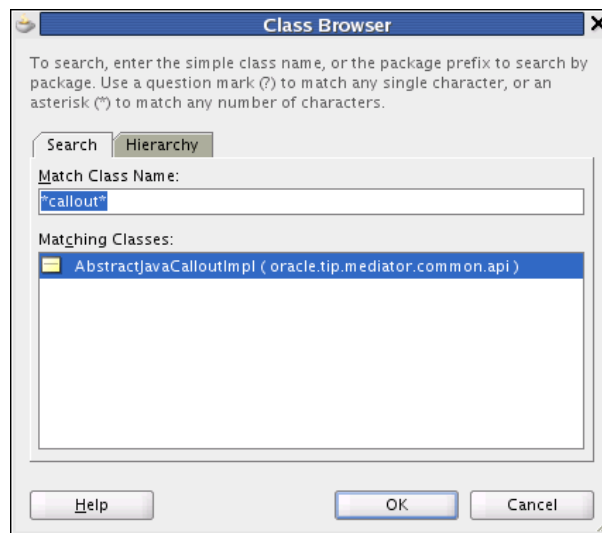 Class Browser
To search, enter the simple class name, or the package prefix to search by
package. Use a question mark (?) to match any single character, or an
asterisk (*) to match any number of characters.
Search Hierarchy
Match Class Name:
*callout*
Matching Classes:
AbstractJavaCalloutImpl ( oracle.tip.mediator.common.api )
Help OK Cancel